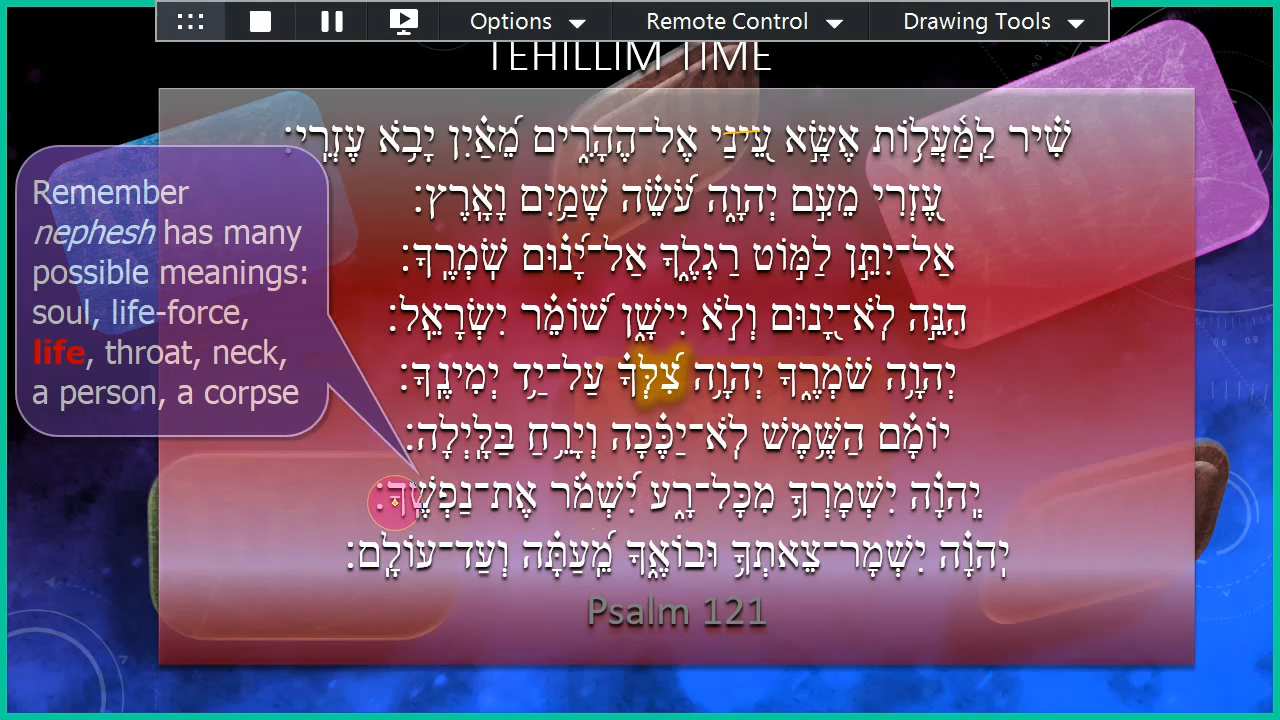 Options
Remote Control
Drawing Tools
TEHILLIM TIME
שִׁ֗יר לַֽמַּ֫עֲל֥וֹת אֶשָּׂ֣א עֵ֭ינַי אֶל־הֶהָרִ֑ים מֵ֝אַ֗יִן יָבֹ֥א עֶזְרִֽי׃
עֶ֭זְרִי מֵעִ֣ם יְהוָ֑ה עֹ֝שֵׂ֗ה שָׁמַ֥יִם וָאָֽרֶץ׃
אַל־יִתֵּ֣ן לַמּ֣וֹט רַגְלֶ֑ךָ אַל־יָ֝נ֗וּם שֹֽׁמְרֶֽךָ׃
הִנֵּ֣ה לֹֽא־יָ֭נוּם וְלֹ֣א יִישָׁ֑ן שׁ֝וֹמֵ֗ר יִשְׂרָאֵֽל׃
יְהוָ֥ה שֹׁמְרֶ֑ךָ יְהוָ֥ה צִ֝לְּךָ֗ עַל־יַ֥ד יְמִינֶֽךָ׃
יוֹמָ֗ם הַשֶּׁ֥מֶשׁ לֹֽא־יַכֶּ֗כָּה וְיָרֵ֥חַ בַּלָּֽיְלָה׃
יְֽהוָ֗ה יִשְׁמָרְךָ֥ מִכָּל־רָ֑ע יִ֝שְׁמֹ֗ר אֶת־נַפְשֶֽׁךָ׃
יְֽהוָ֗ה יִשְׁמָר־צֵאתְךָ֥ וּבוֹאֶ֑ךָ מֵֽ֝עַתָּ֗ה וְעַד־עוֹלָֽם׃
Psalm 121
Remember
nephesh has many
possible meanings:
soul, life-force,
life, throat, neck,
a person, a corpse